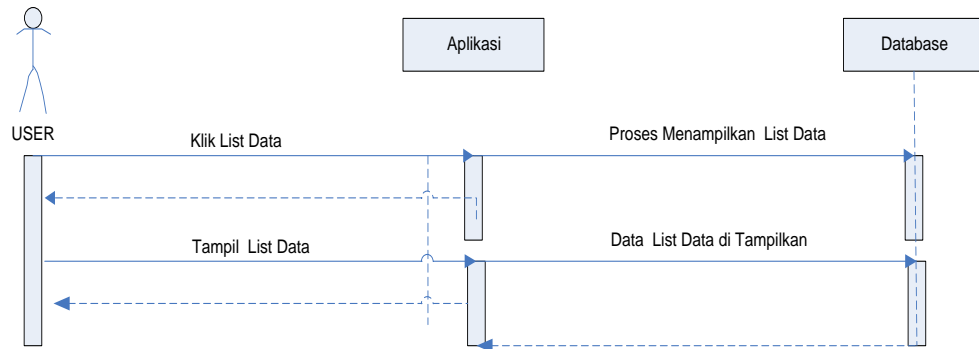 Aplikasi
Database
USER
Klik List Data
Proses Menampilkan List Data
Tampil List Data
Data List Data di Tampilkan